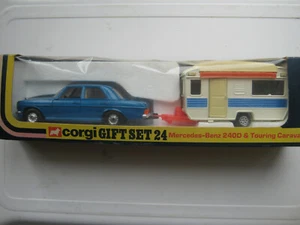 corgi GIFT SET 24 Mercedes-Benz 240D & Touring Caravan